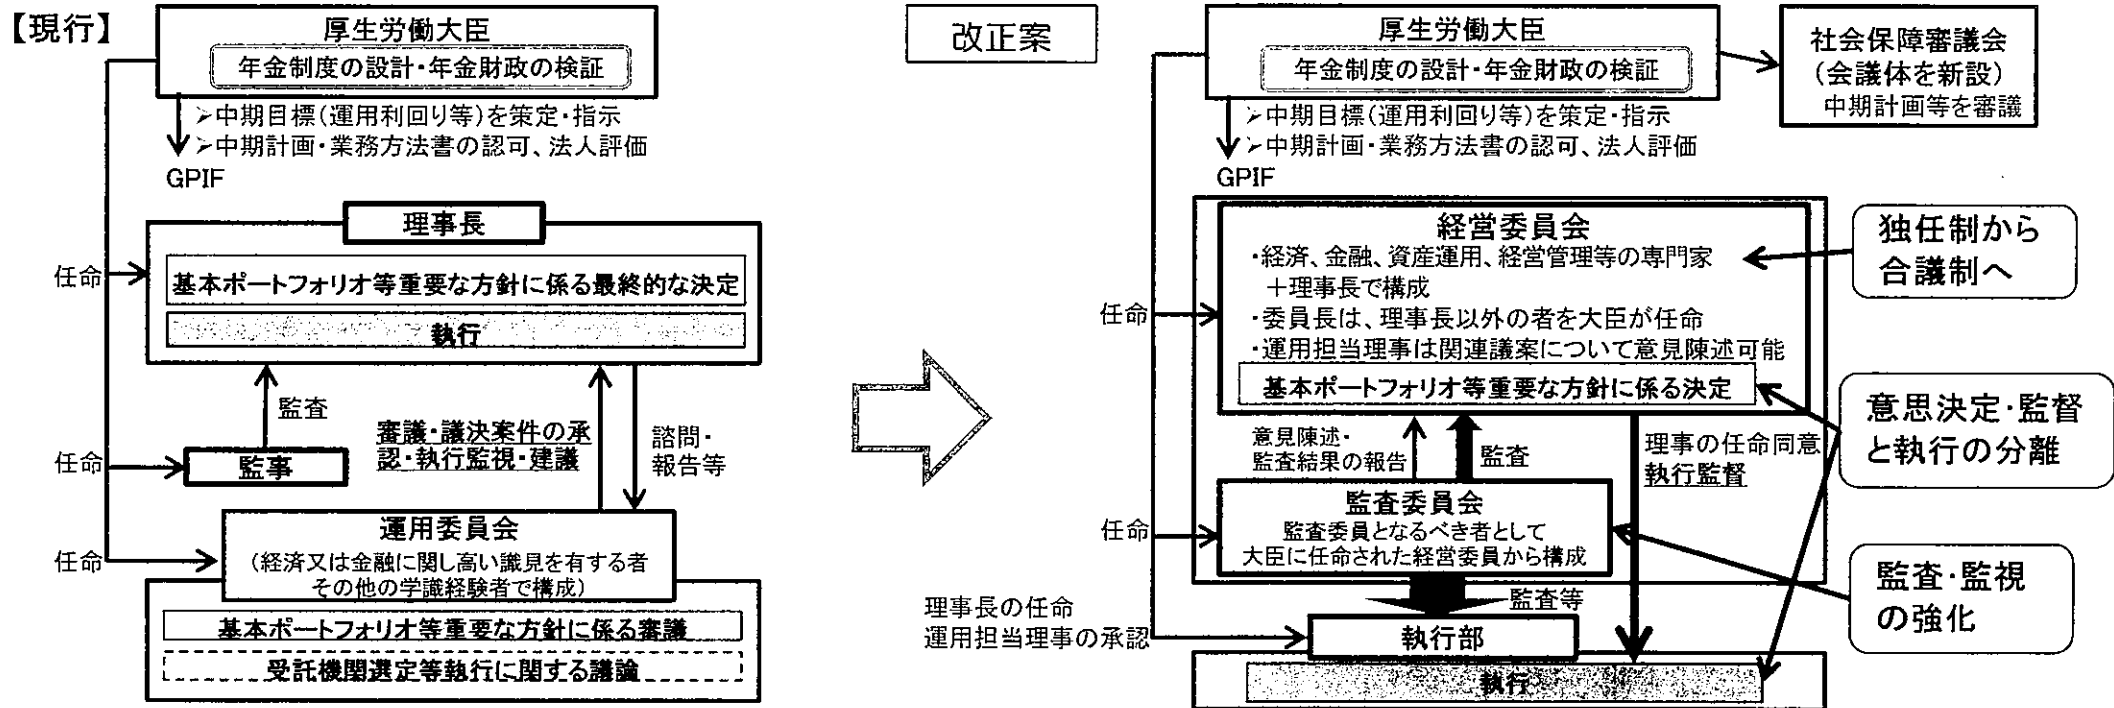 【現行】
厚生労働大臣
年金制度の設計・年金財政の検証
➢中期目標(運用利回り等)を策定・指示
➢中期計画・業務方法書の認可、法人評価
GPIF
理事長
任命
基本ポートフォリオ等重要な方針に係る最終的な決定
執行
監査
審議・議決案件の承
認・執行監視・建議
諮問・
報告等
任命
監事
運用委員会
任命
(経済又は金融に関し高い識見を有する者
その他の学識経験者で構成)
基本ポートフォリオ等重要な方針に係る審議
受託機関選定等執行に関する議論
改正案
厚生労働大臣
年金制度の設計・年金財政の検証
社会保障審議会
(会議体を新設)
中期計画等を審議
➢中期目標(運用利回り等)を策定・指示
➢中期計画・業務方法書の認可、法人評価
GPIF
経営委員会
・経済、金融、資産運用、経営管理等の専門家
+理事長で構成
・委員長は、理事長以外の者を大臣が任命
・運用担当理事は関連議案について意見陳述可能
基本ポートフォリオ等重要な方針に係る決定
任命
独任制から
合議制へ
意思決定・監督
と執行の分離
意見陳述・
監査結果の報告
監査
理事の任命同意
執行監督
監査委員会
監査委員となるべき者として
大臣に任命された経営委員から構成
任命
監査・監視
の強化
監査等
理事長の任命
運用担当理事の承認
執行部
執行